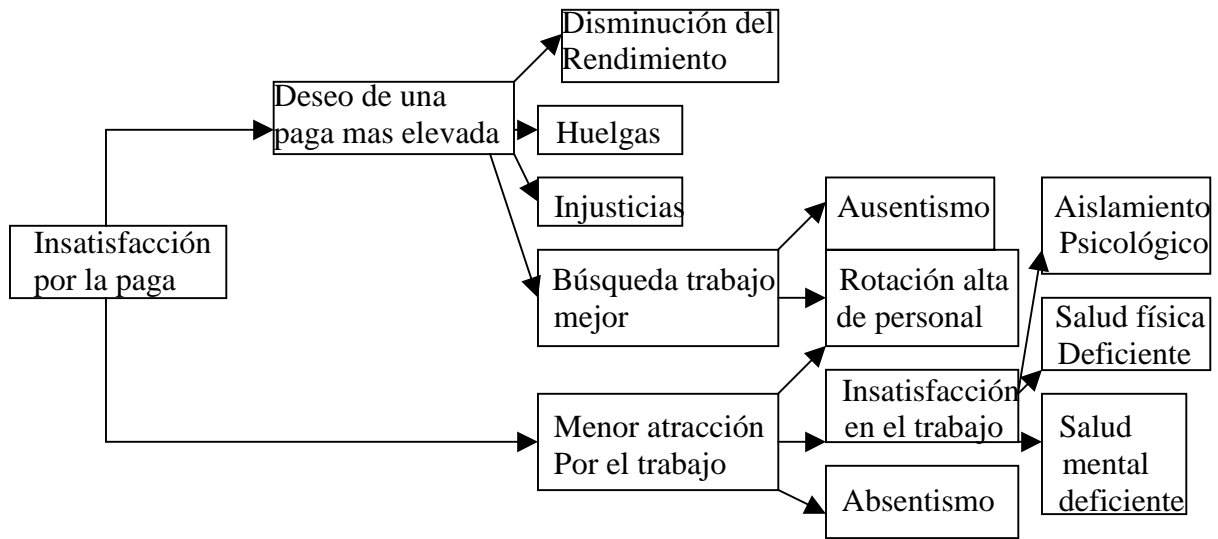 Disminución del
Rendimiento
Deseo de una
paga mas elevada
Huelgas
Injusticias
Ausentismo
Aislamiento
Psicológico
Insatisfacción
por la paga
Búsqueda trabajo
mejor
Rotación alta
de personal
Salud física
Deficiente
Insatisfacción
en el trabajo
Menor atracción
Por el trabajo
Salud
mental
deficiente
Absentismo